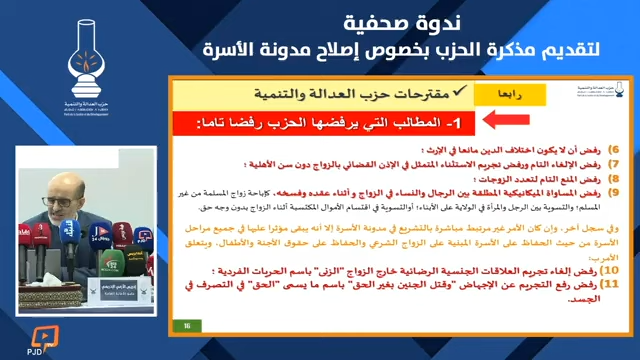 ندوة صحفية
لتقديم مذكرة الحزب بخصوص إصلاح مدونة الأسرة
حزب العدالة والتنمية
رابعا
✓ مقترحات حزب العدالة والتنمية
1- المطالب التي يرفضها الحزب رفضا تاما:
6) رفض أن لا يكون اختلاف الدين مانعا في الإرث ؛
7) رفض الإلغاء التام ورفض تجريم الاستثناء المتمثل في الإذن القضائي بالزواج دون سن الأهلية ؛
8) رفض المنع التام لتعدد الزوجات ؛
9) رفض المساواة الميكانيكية المطلقة بين الرجال والنساء في الزواج و أثناء عقده وفسخه، كإباحة زواج المسلمة من غير
المسلم؛ والتسوية بين الرجل والمرأة في الولاية على الأبناء؛ أوالتسوية في اقتسام الأموال المكتسبة أثناء الزواج بدون وجه حق.
وفي سجل آخر، وإن كان الأمر غير مرتبط مباشرة بالتشريع في مدونة الأسرة إلا أنه يبقى مؤثرا عليها في جميع مراحل
الأسرة من حيث الحفاظ على الأسرة المبنية على الزواج الشرعي والحفاظ على حقوق الأجنة والأطفال، ويتعلق
الأمرب:
10) رفض إلغاء تجريم العلاقات الجنسية الرضائية خارج الزواج "الزنى" باسم الحريات الفردية ؛
11) رفض رفع التجريم عن الإجهاض "وقتل الجنين بغير الحق" باسم ما يسمى "الحق" في التصرف في
الجسد.
16
PJD